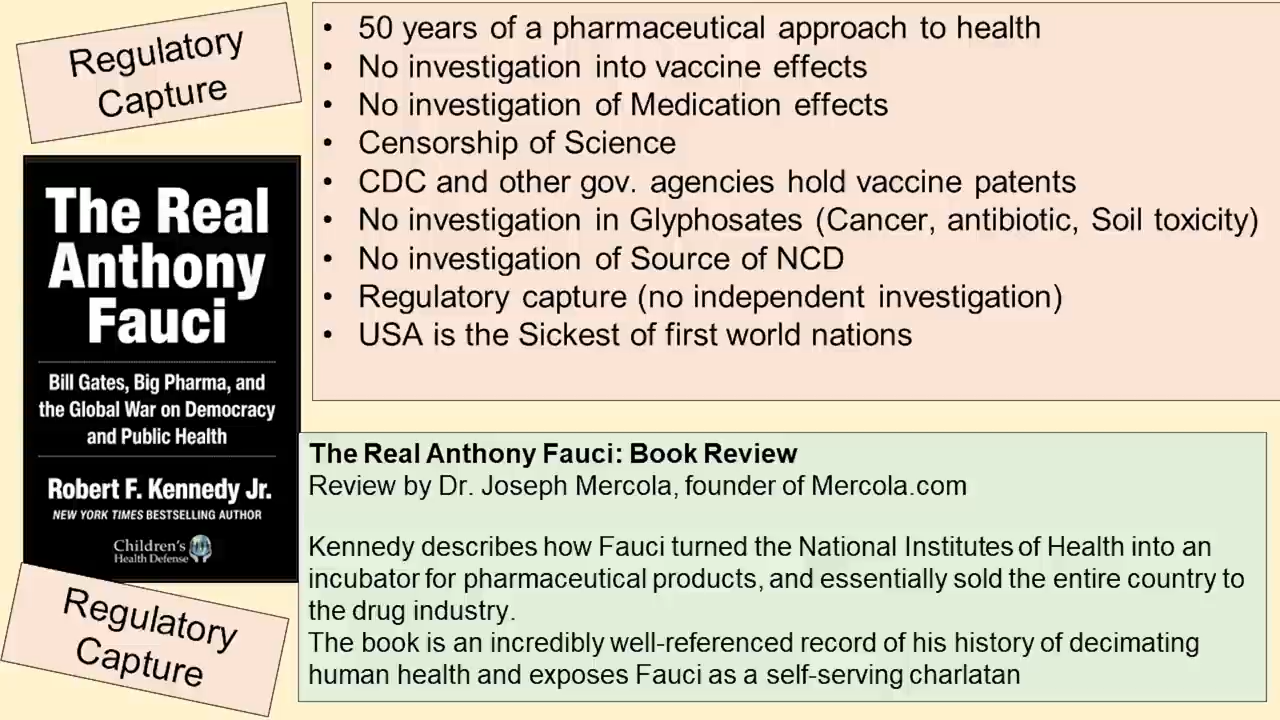 Regulatory
Capture
• 50 years of a pharmaceutical approach to health
• No investigation into vaccine effects
• No investigation of Medication effects
• Censorship of Science
• CDC and other gov. agencies hold vaccine patents
• No investigation in Glyphosates (Cancer, antibiotic, Soil toxicity)
• No investigation of Source of NCD
• Regulatory capture (no independent investigation)
• USA is the Sickest of first world nations
The Real
Anthony
Fauci
Bill Gates, Big Pharma, and
the Global War on Democracy
and Public Health
Robert F. Kennedy Jr.
NEW YORK TIMES BESTSELLING AUTHOR
Children's
Health Defense
Regulatory
Capture
The Real Anthony Fauci: Book Review
Review by Dr. Joseph Mercola, founder of Mercola.com
Kennedy describes how Fauci turned the National Institutes of Health into an
incubator for pharmaceutical products, and essentially sold the entire country to
the drug industry.
The book is an incredibly well-referenced record of his history of decimating
human health and exposes Fauci as a self-serving charlatan